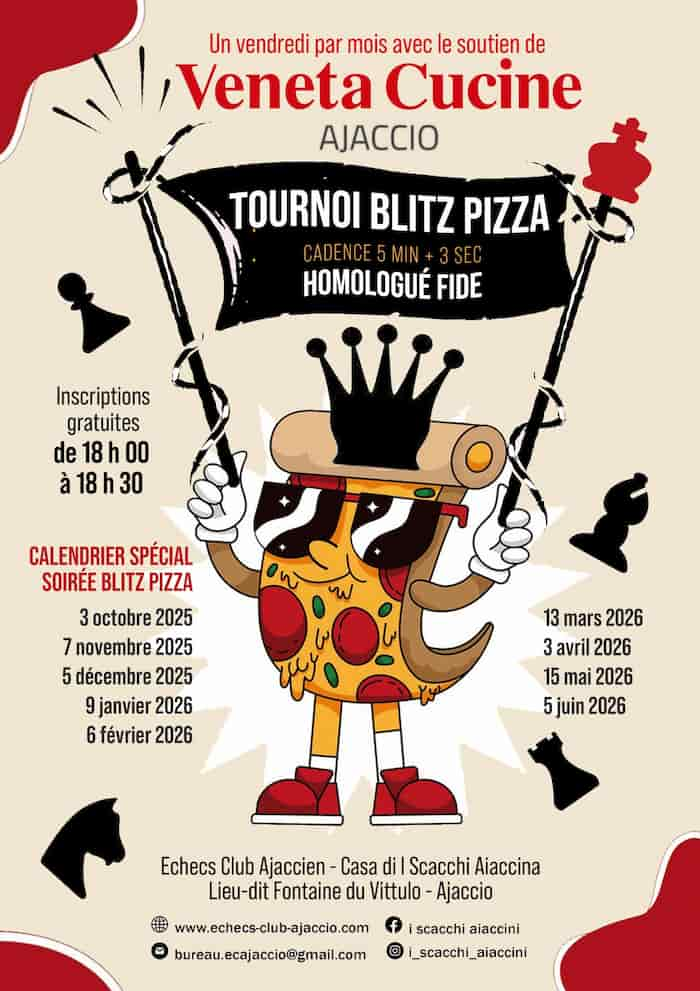 Un vendredi par mois avec le soutien de
Veneta Cucine
AJACCIO
TOURNOI BLITZ PIZZA
CADENCE 5 MIN + 3 SEC
HOMOLOGUÉ FIDE
Inscriptions
gratuites
de 18 h 00
à 18 h 30
CALENDRIER SPÉCIAL
SOIRÉE BLITZ PIZZA
3 octobre 2025
7 novembre 2025
5 décembre 2025
9 janvier 2026
6 février 2026
13 mars 2026
3 avril 2026
15 mai 2026
5 juin 2026
Echecs Club Ajaccien - Casa di I Scacchi Aiaccina
Lieu-dit Fontaine du Vittulo - Ajaccio
www.echecs-club-ajaccio.com
i scacchi aiaccini
bureau.ecajaccio@gmail.com
i_scacchi_aiaccini